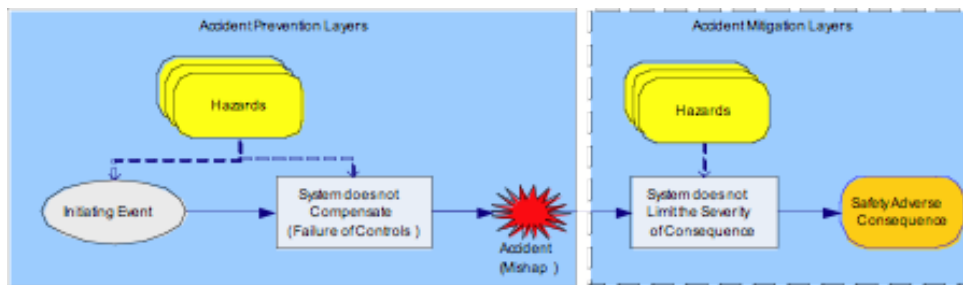 Accident Prevention Layers
Hazards
Initiating Event
System does not
Compensate
(Failure of Controls )
Accident
(Mishap )
Accident Mitigation Layers
Hazards
System does not
Limit the Severity
of Consequence
Safety Adverse
Consequence